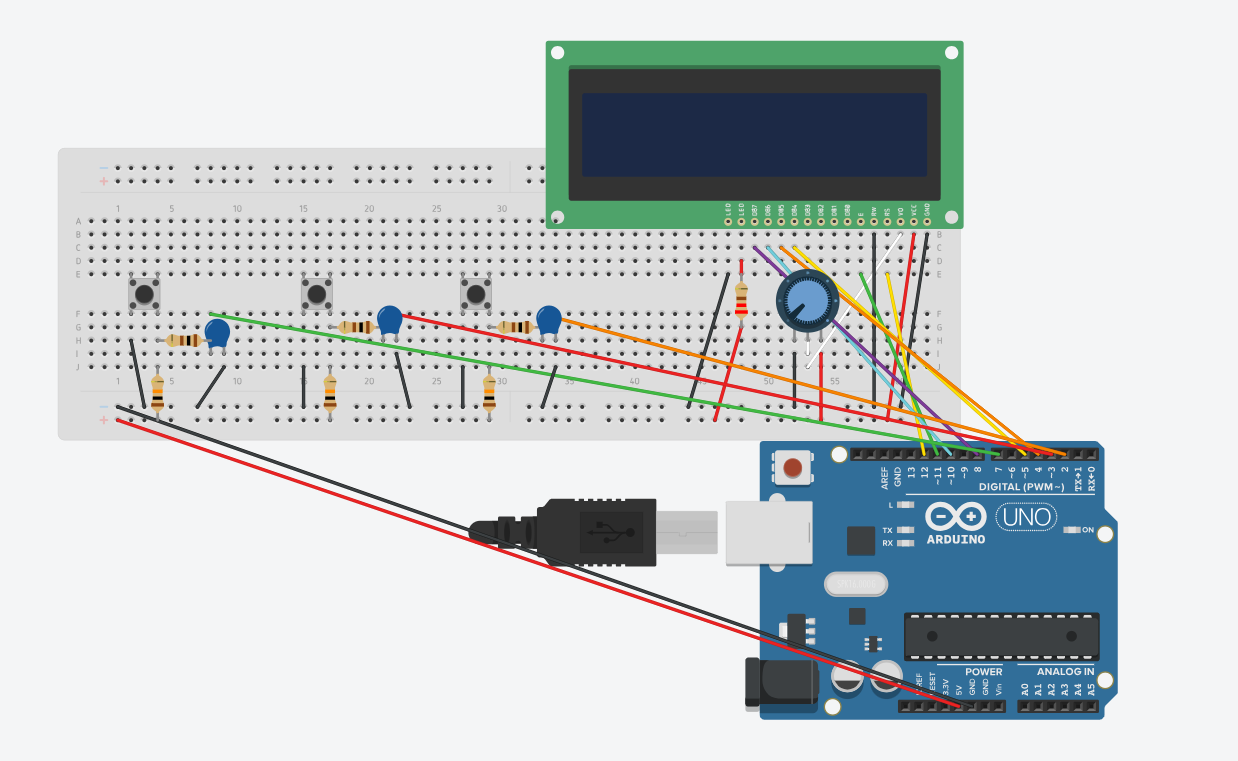 LED LED DB7 DB6 DB5 DB4 DB3 DB2 DB1 DB0 E RW RS V0 VCC GND
1 5 10 15 20 25 30
A
B B
C C
D D
E E
F F
G G
H H
I I
J J
1 5 10 15 20 25 30 35 40 45 50 55
AREF GND 13 12 ~11 ~10 ~9 8 7 ~6 ~5 4 ~3 2 TX→1 RX←0
DIGITAL (PWM~)
L
TX
RX
UNO
ARDUINO
ON
POWER
ANALOG IN
3.3V 5V GND GND Vin A0 A1 A2 A3 A4 A5